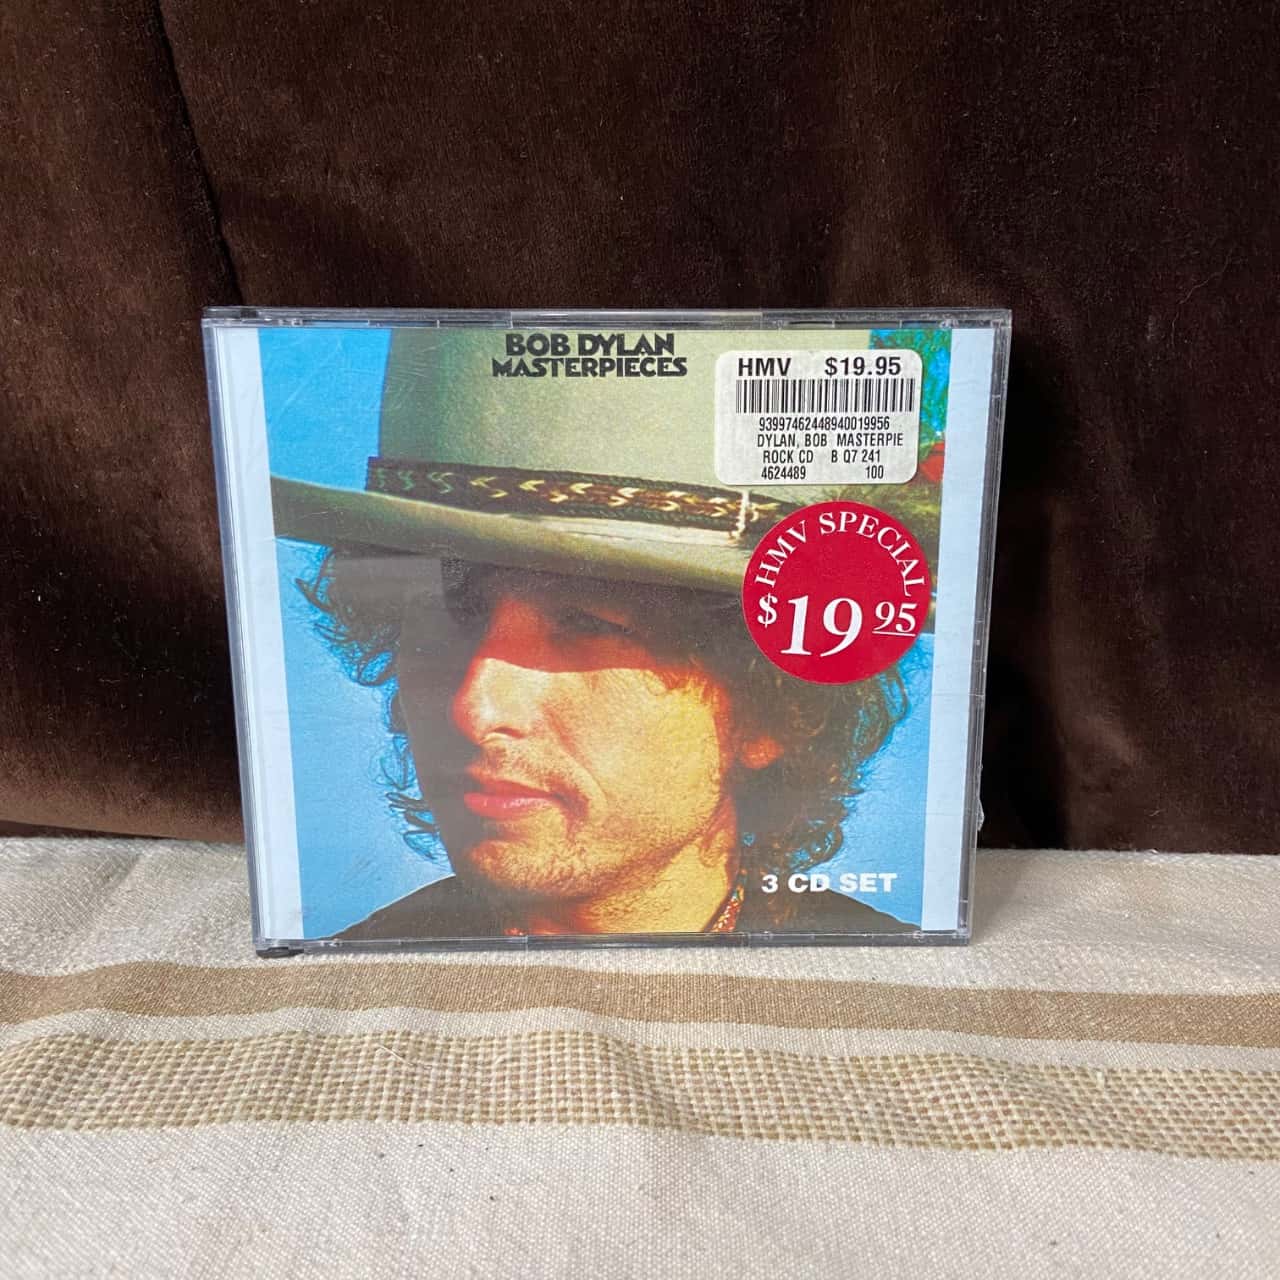 BOB DYLAN
MASTERPIECES
HMV $19.95
93997462448940019956
DYLAN, BOB MASTERPIE
ROCK CD B Q7 241
4624489 100
HMV SPECIAL
$19 95
3 CD SET